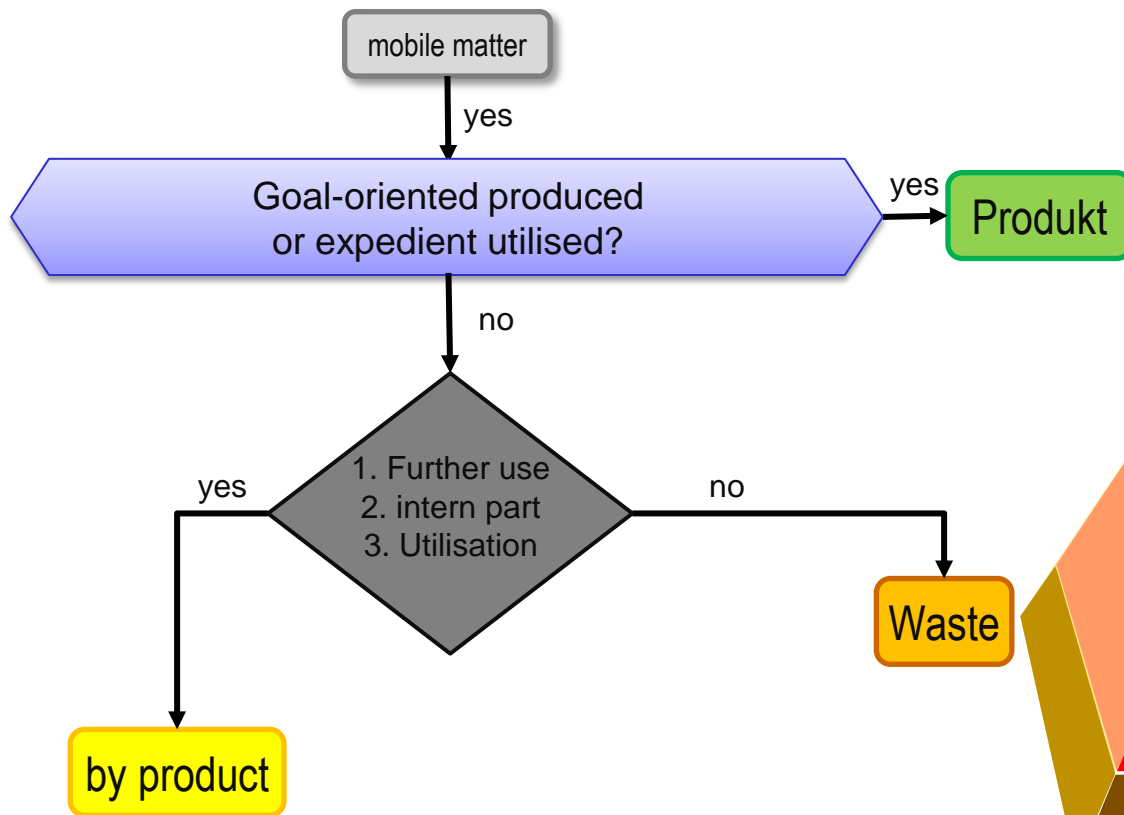 mobile matter
yes
Goal-oriented produced
or expedient utilised?
yes
Produkt
no
1. Further use
2. intern part
3. Utilisation
yes
no
Waste
by product